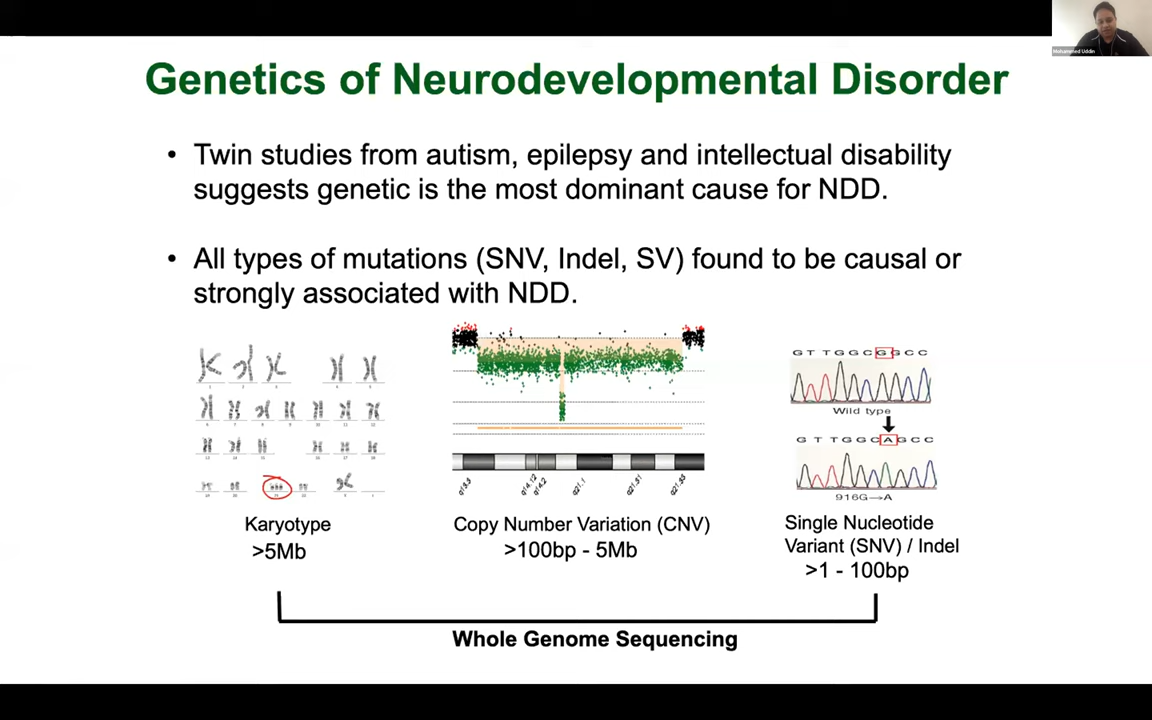 Mohammed Uddin
Genetics of Neurodevelopmental Disorder
• Twin studies from autism, epilepsy and intellectual disability
suggests genetic is the most dominant cause for NDD.
• All types of mutations (SNV, Indel, SV) found to be causal or
strongly associated with NDD.
G T T G G C G G C C
Wild type
G T T G G C A G C C
916G→A
Karyotype
>5Mb
Copy Number Variation (CNV)
>100bp - 5Mb
Single Nucleotide
Variant (SNV) / Indel
>1 - 100bp
Whole Genome Sequencing